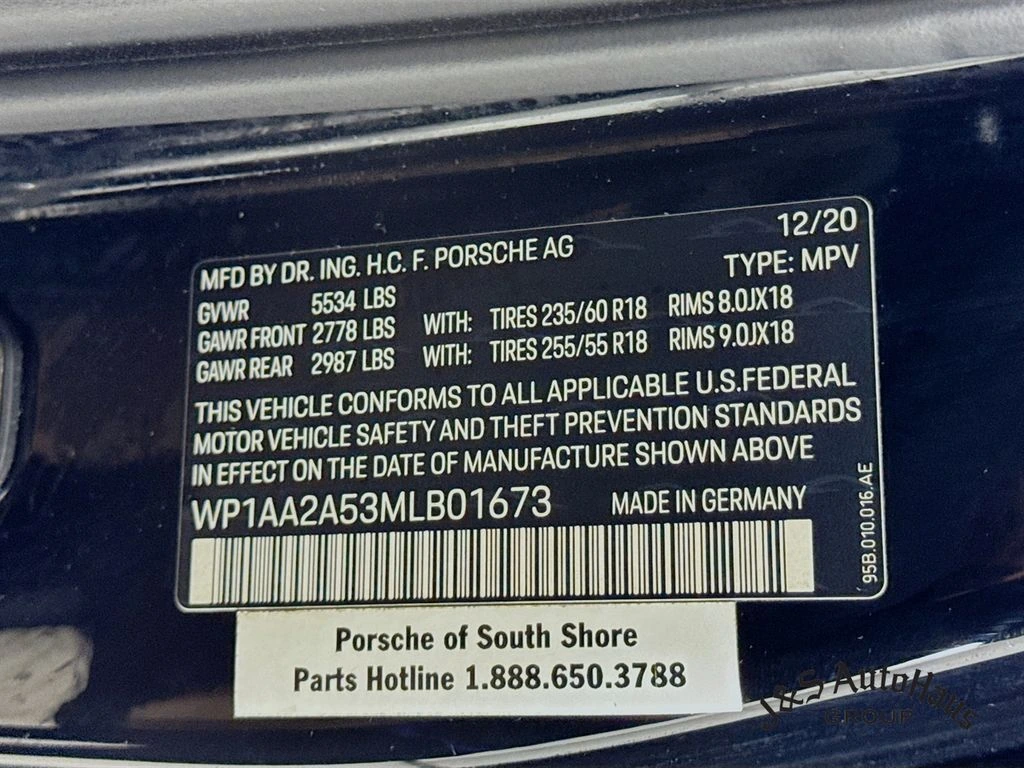 12/20
MFD BY DR. ING. H.C. F. PORSCHE AG
TYPE: MPV
GVWR 5534 LBS
GAWR FRONT 2778 LBS WITH: TIRES 235/60 R18 RIMS 8.0JX18
GAWR REAR 2987 LBS WITH: TIRES 255/55 R18 RIMS 9.0JX18
THIS VEHICLE CONFORMS TO ALL APPLICABLE U.S.FEDERAL
MOTOR VEHICLE SAFETY AND THEFT PREVENTION STANDARDS
IN EFFECT ON THE DATE OF MANUFACTURE SHOWN ABOVE
WP1AA2A53MLB01673 MADE IN GERMANY
95B.010.016.AE
Porsche of South Shore
Parts Hotline 1.888.650.3788
S&S AutoHaus
GROUP